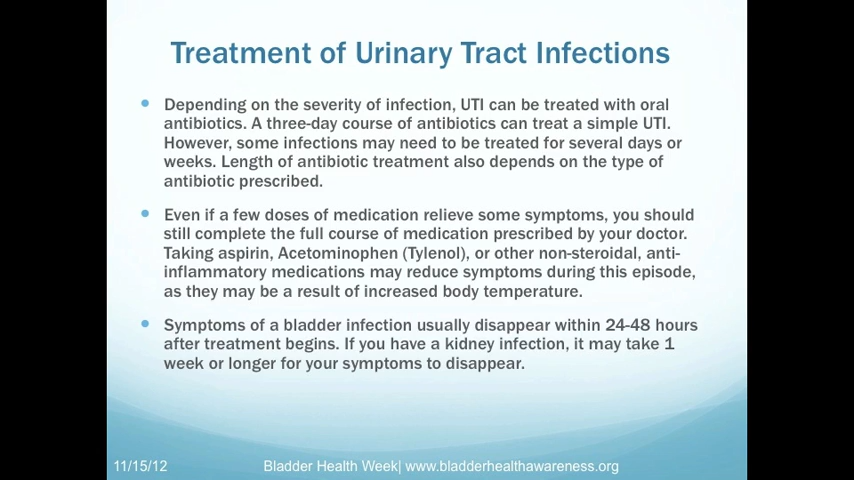 Treatment of Urinary Tract Infections
• Depending on the severity of infection, UTI can be treated with oral
antibiotics. A three-day course of antibiotics can treat a simple UTI.
However, some infections may need to be treated for several days or
weeks. Length of antibiotic treatment also depends on the type of
antibiotic prescribed.
• Even if a few doses of medication relieve some symptoms, you should
still complete the full course of medication prescribed by your doctor.
Taking aspirin, Acetominophen (Tylenol), or other non-steroidal, anti-
inflammatory medications may reduce symptoms during this episode,
as they may be a result of increased body temperature.
• Symptoms of a bladder infection usually disappear within 24-48 hours
after treatment begins. If you have a kidney infection, it may take 1
week or longer for your symptoms to disappear.
11/15/12 Bladder Health Week| www.bladderhealthawareness.org